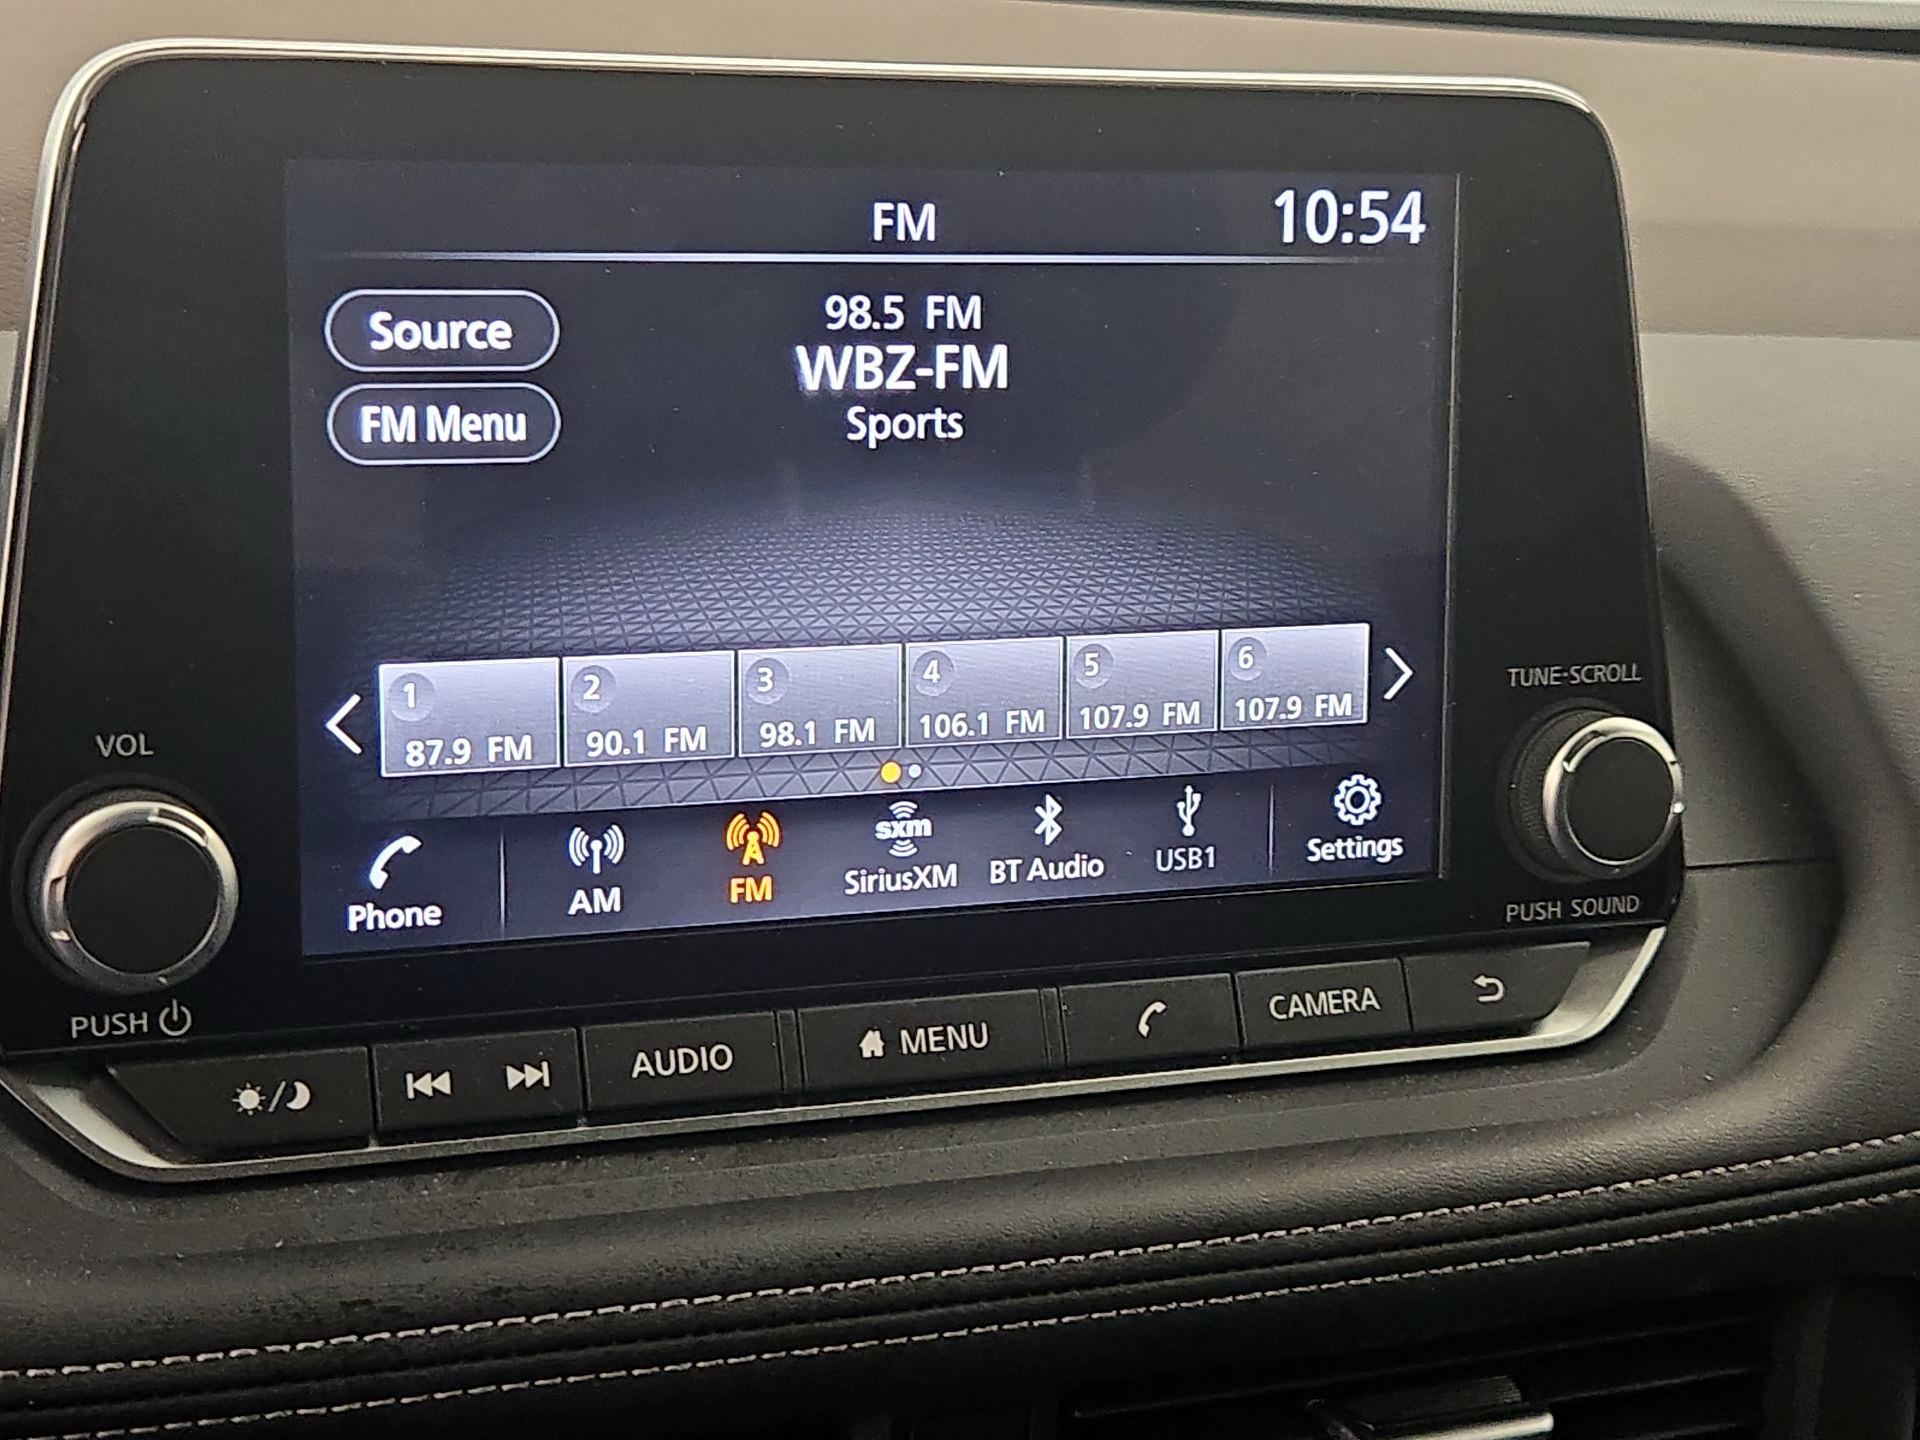 FM
10:54
Source
98.5 FM
WBZ-FM
FM Menu
Sports
1
2
3
4
5
6
87.9 FM
90.1 FM
98.1 FM
106.1 FM
107.9 FM
107.9 FM
Phone
AM
FM
sxm
SiriusXM
BT Audio
USB1
Settings
VOL
PUSH
TUNE·SCROLL
PUSH SOUND
AUDIO
MENU
CAMERA